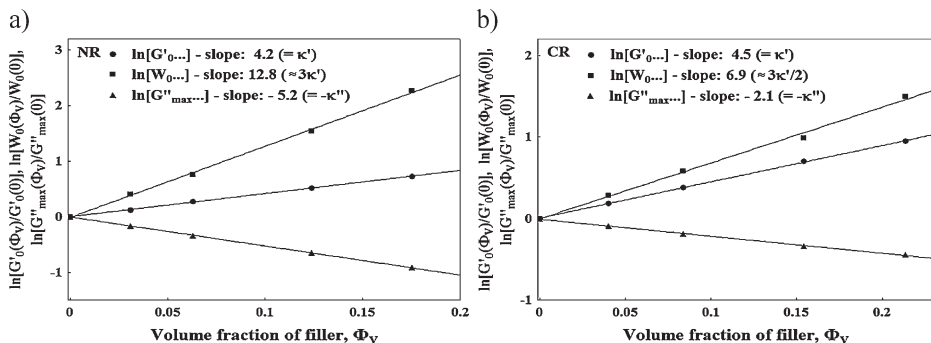 a)
NR
ln[G'₀...] - slope: 4.2 (= κ')
ln[W₀...] - slope: 12.8 (≈3κ')
ln[G"ₘₐₓ...] - slope: - 5.2 (= -κ")
ln[G'₀(Φᵥ)/G'₀(0)], ln[W₀(Φᵥ)/W₀(0)],
ln[G"ₘₐₓ(Φᵥ)/G"ₘₐₓ(0)]
2
1
0
-1
0 0.05 0.1 0.15 0.2
Volume fraction of filler, Φᵥ
b)
CR
ln[G'₀...] - slope: 4.5 (= κ')
ln[W₀...] - slope: 6.9 (≈3κ'/2)
ln[G"ₘₐₓ...] - slope: - 2.1 (= -κ")
ln[G'₀(Φᵥ)/G'₀(0)], ln[W₀(Φᵥ)/W₀(0)],
ln[G"ₘₐₓ(Φᵥ)/G"ₘₐₓ(0)]
2
1
0
-1
0 0.05 0.1 0.15 0.2
Volume fraction of filler, Φᵥ